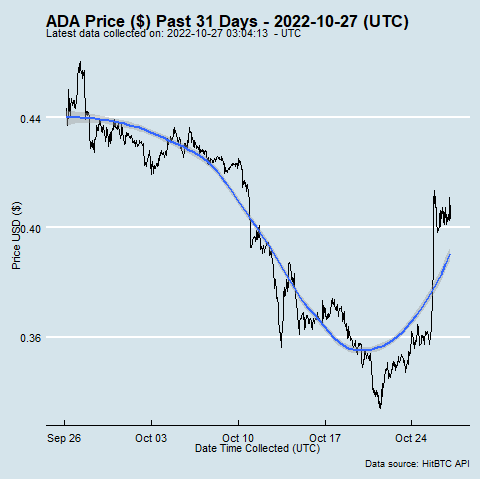 ADA Price ($) Past 31 Days - 2022-10-27 (UTC)
Latest data collected on: 2022-10-27 03:04:13  - UTC
0.44
0.40
0.36
Price USD ($)
Sep 26
Oct 03
Oct 10
Oct 17
Oct 24
Date Time Collected (UTC)
Data source: HitBTC API